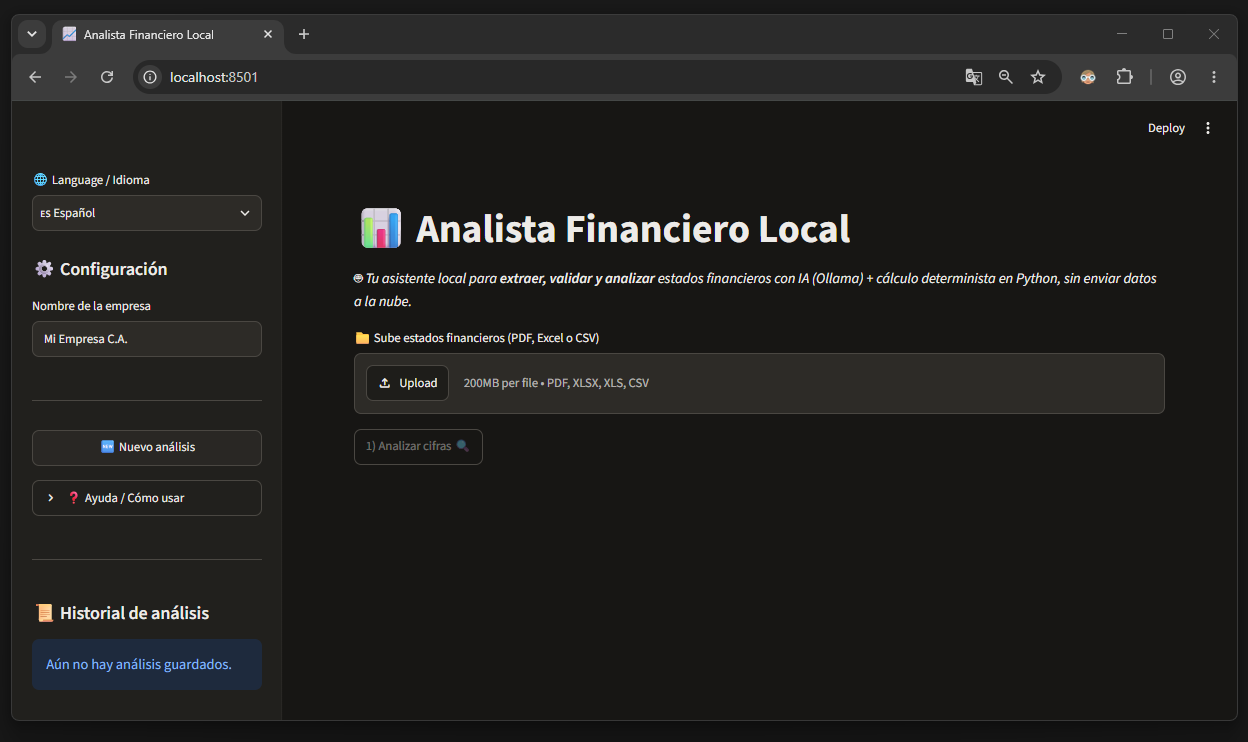 Analista Financiero Local
localhost:8501
Deploy
Language / Idioma
ES Español
Configuración
Nombre de la empresa
Mi Empresa C.A.
Nuevo análisis
Ayuda / Cómo usar
Historial de análisis
Aún no hay análisis guardados.
Analista Financiero Local
Tu asistente local para extraer, validar y analizar estados financieros con IA (Ollama) + cálculo determinista en Python, sin enviar datos
a la nube.
Sube estados financieros (PDF, Excel o CSV)
Upload 200MB per file • PDF, XLSX, XLS, CSV
1) Analizar cifras